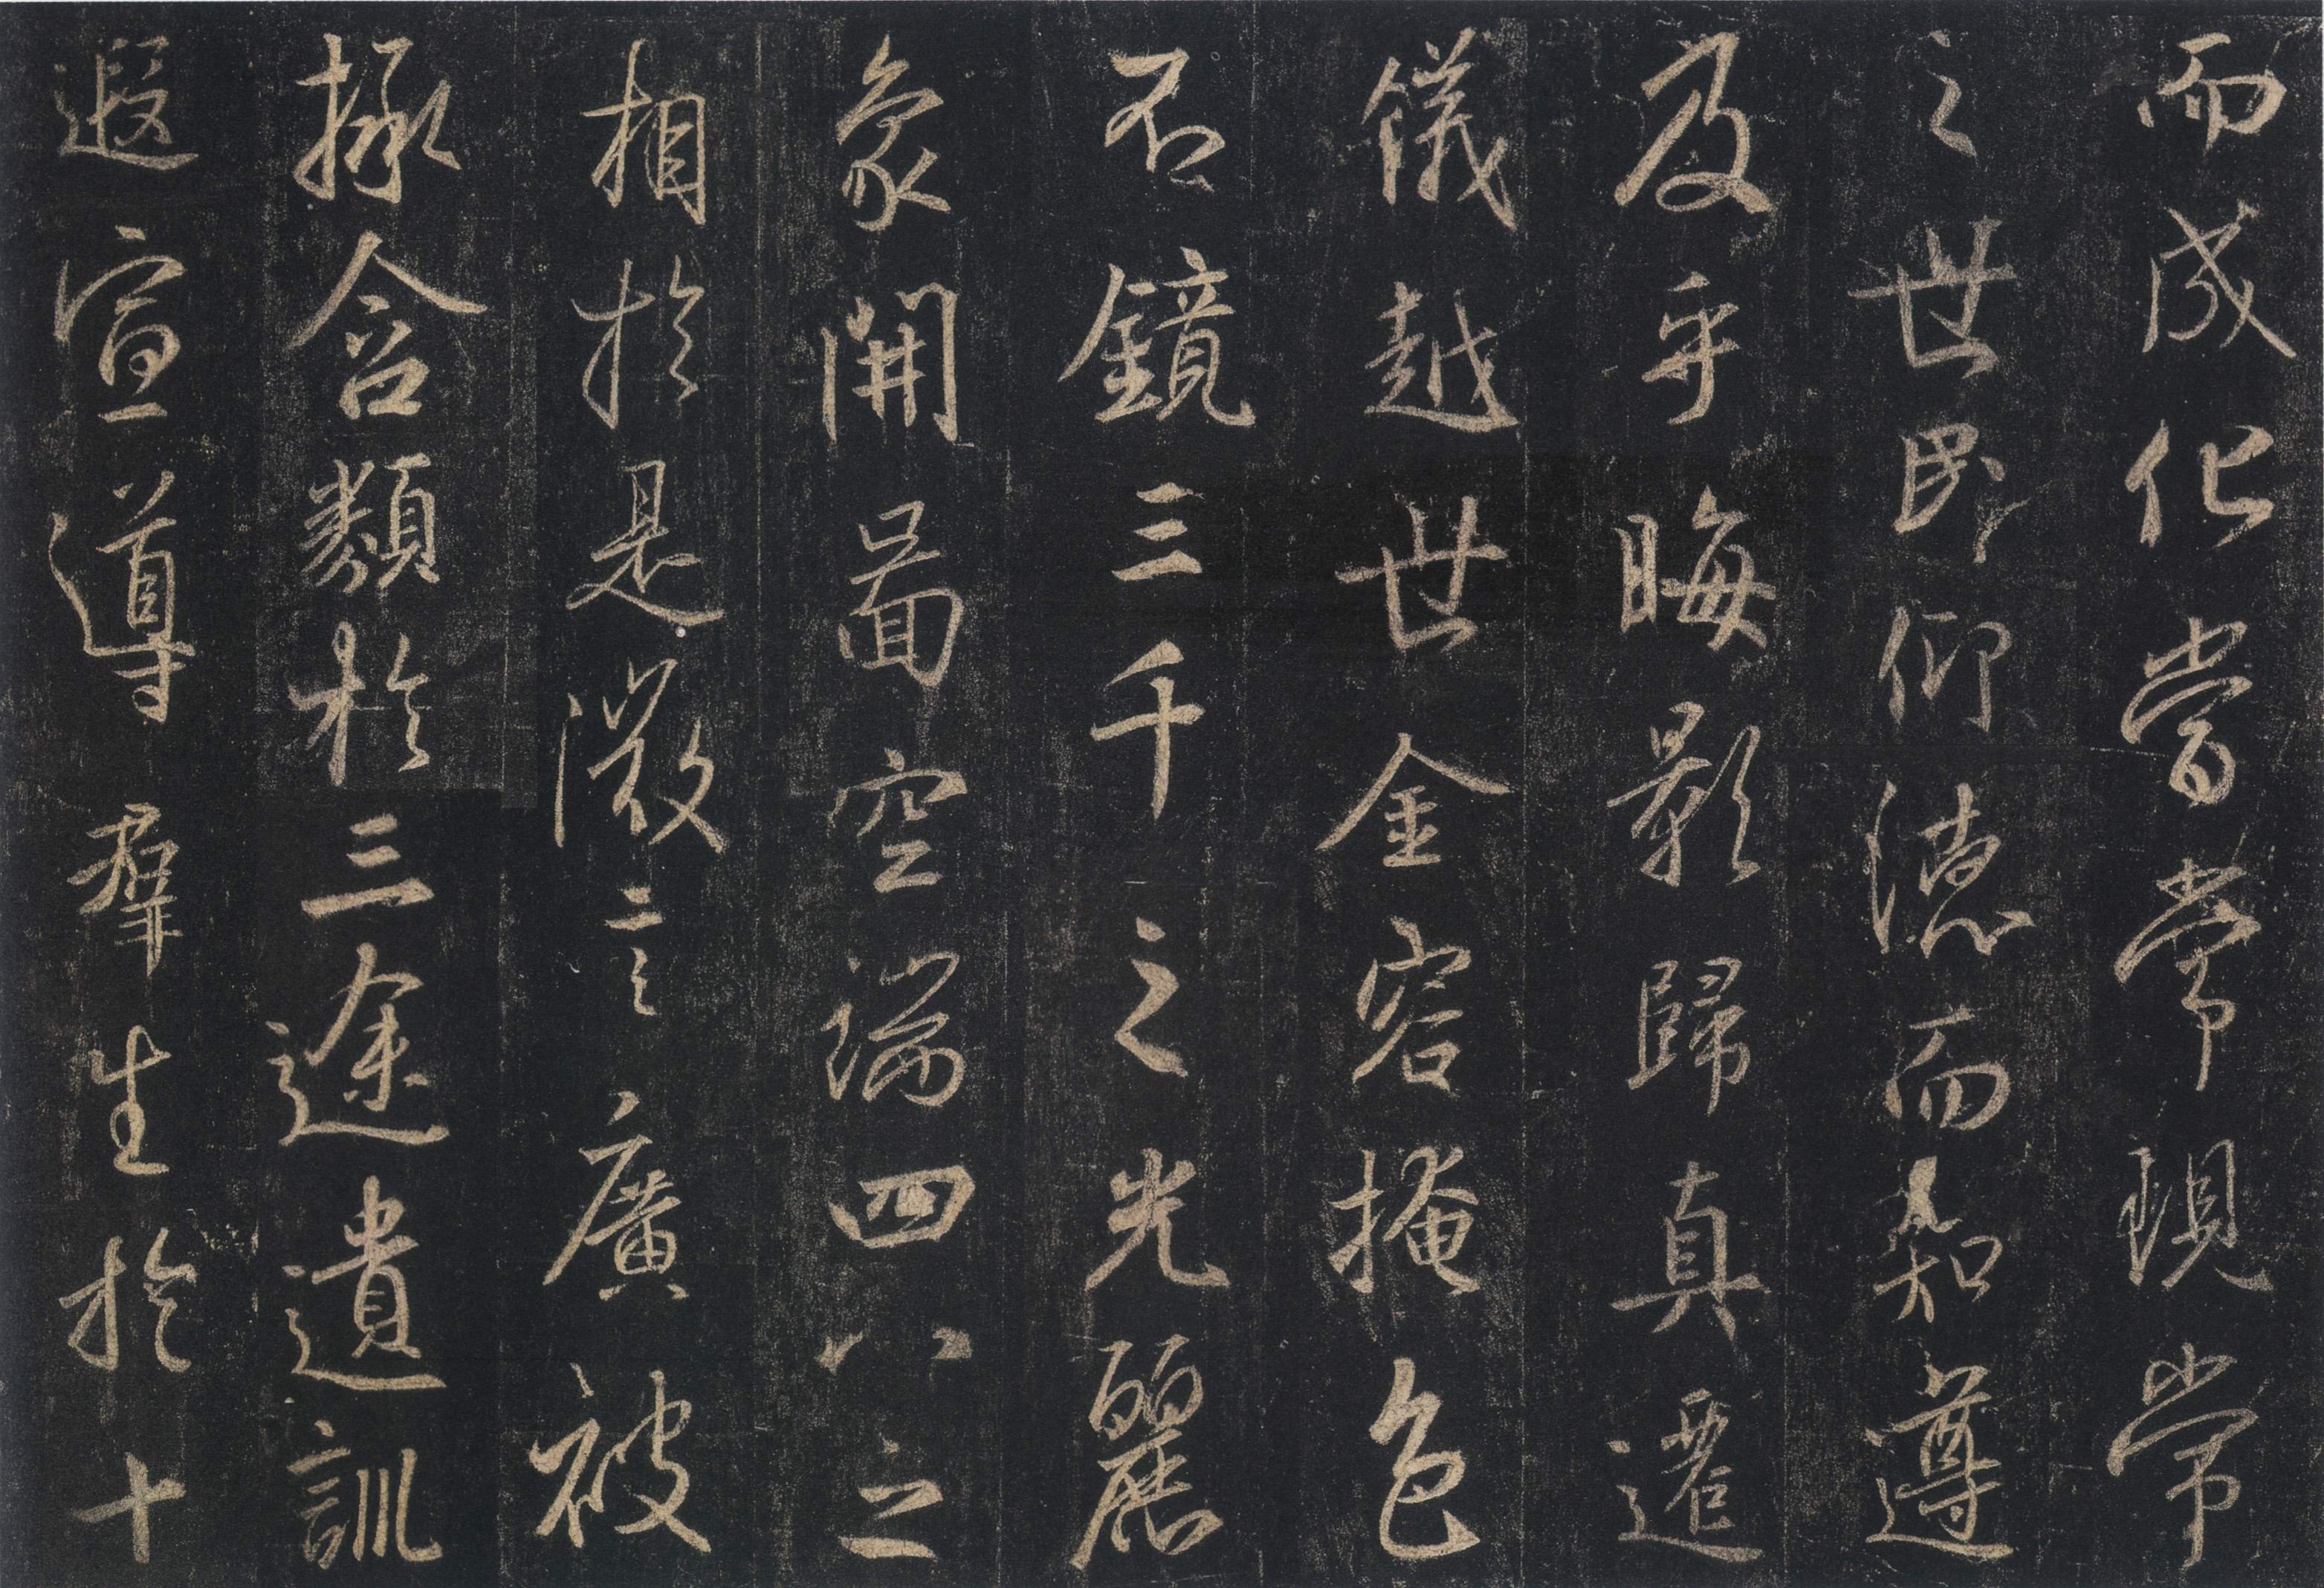 而成化當常常現常
之世民仰德而知遵
及乎晦影歸真遷
儀越世金容掩色
不鏡三千之光麗
象開圖空端四八之
相於是微言廣被
拯含類於三途遺訓
遐宣導群生於十